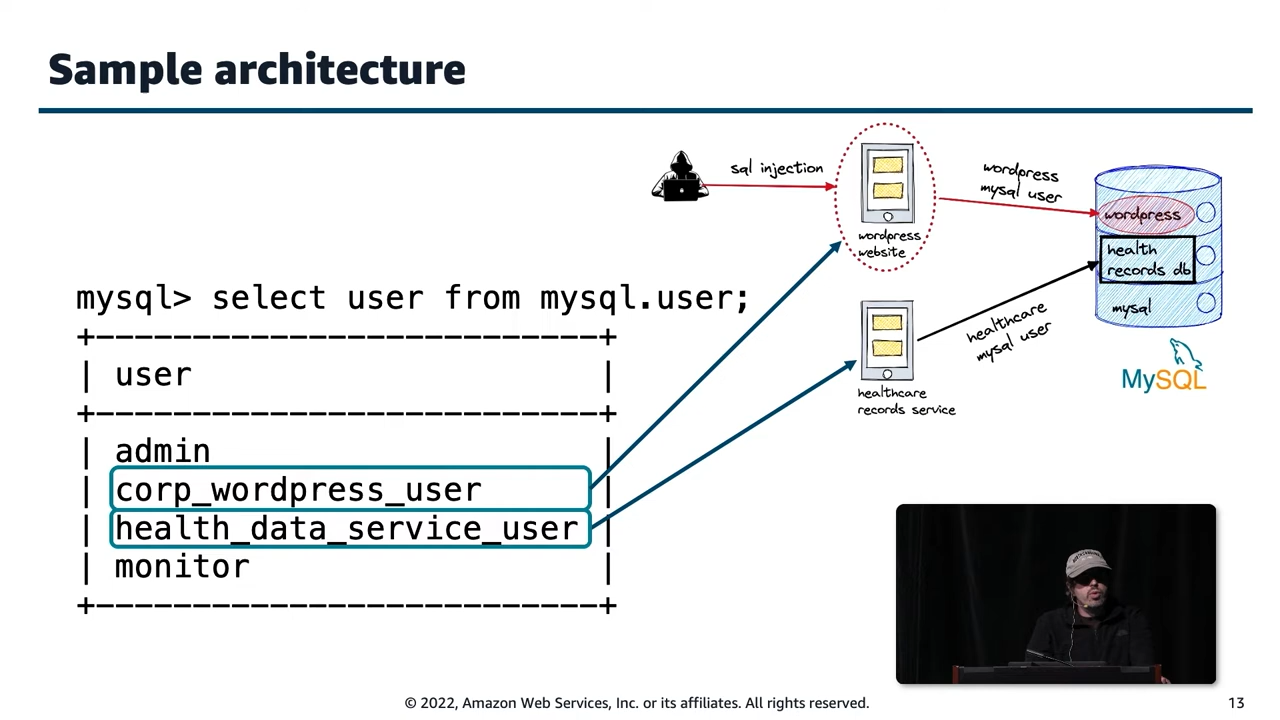 Sample architecture
sql injection
wordpress
mysql user
wordpress
website
wordpress
health
records db
mysql
healthcare
mysql user
healthcare
records service
MySQL
mysql> select user from mysql.user;
+---------------------------+
| user |
+---------------------------+
| admin |
| corp_wordpress_user |
| health_data_service_user |
| monitor |
+---------------------------+
© 2022, Amazon Web Services, Inc. or its affiliates. All rights reserved.
13